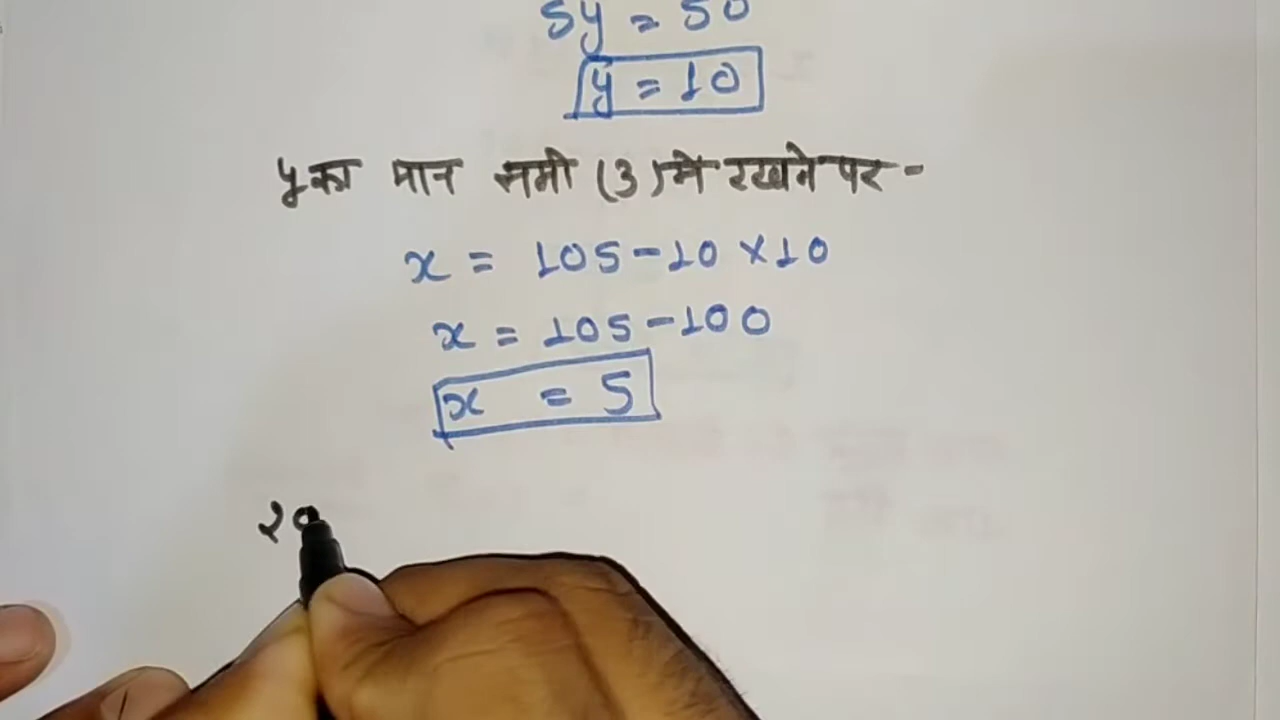 5y = 50
y = 10
y का मान समी (3) मे रखने पर -
x = 105 - 10 × 10
x = 105 - 100
x = 5